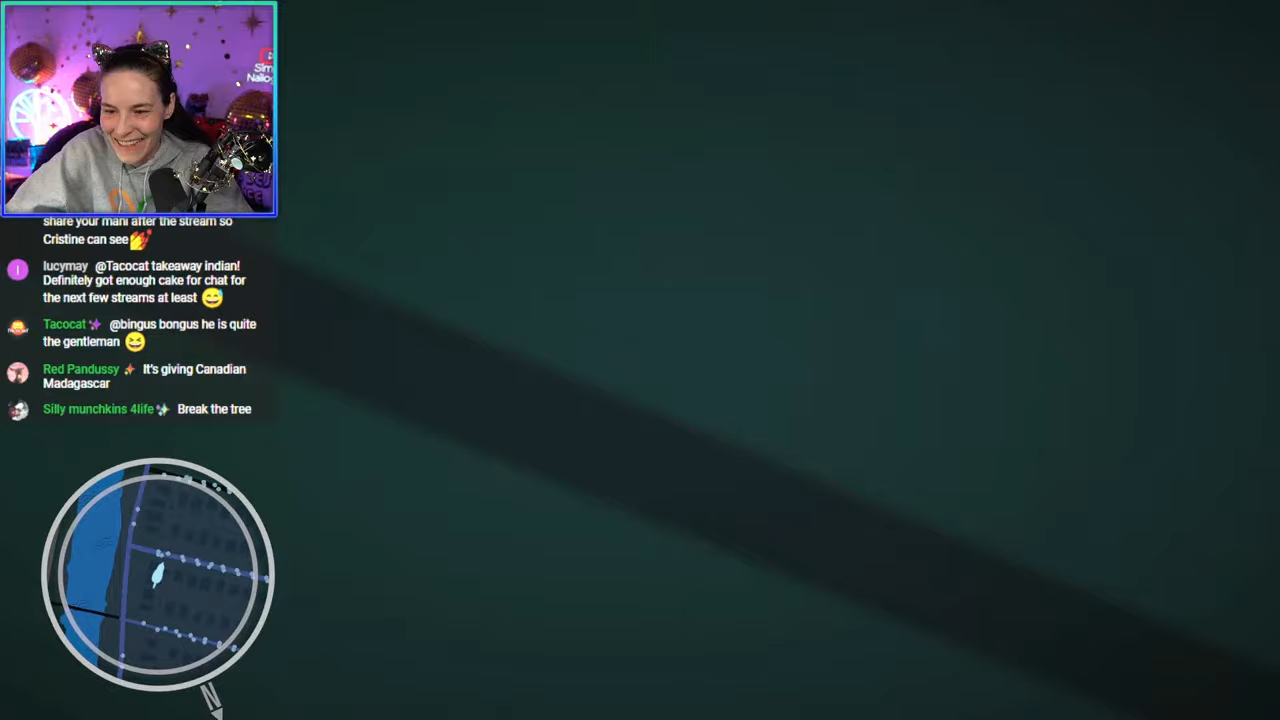 Sim
Nailo
share your mani after the stream so
Cristine can see
lucymay @Tacocat takeaway indian!
Definitely got enough cake for chat for
the next few streams at least
Tacocat @bingus bongus he is quite
the gentleman
Red Pandussy It's giving Canadian
Madagascar
Silly munchkins 4life Break the tree
N